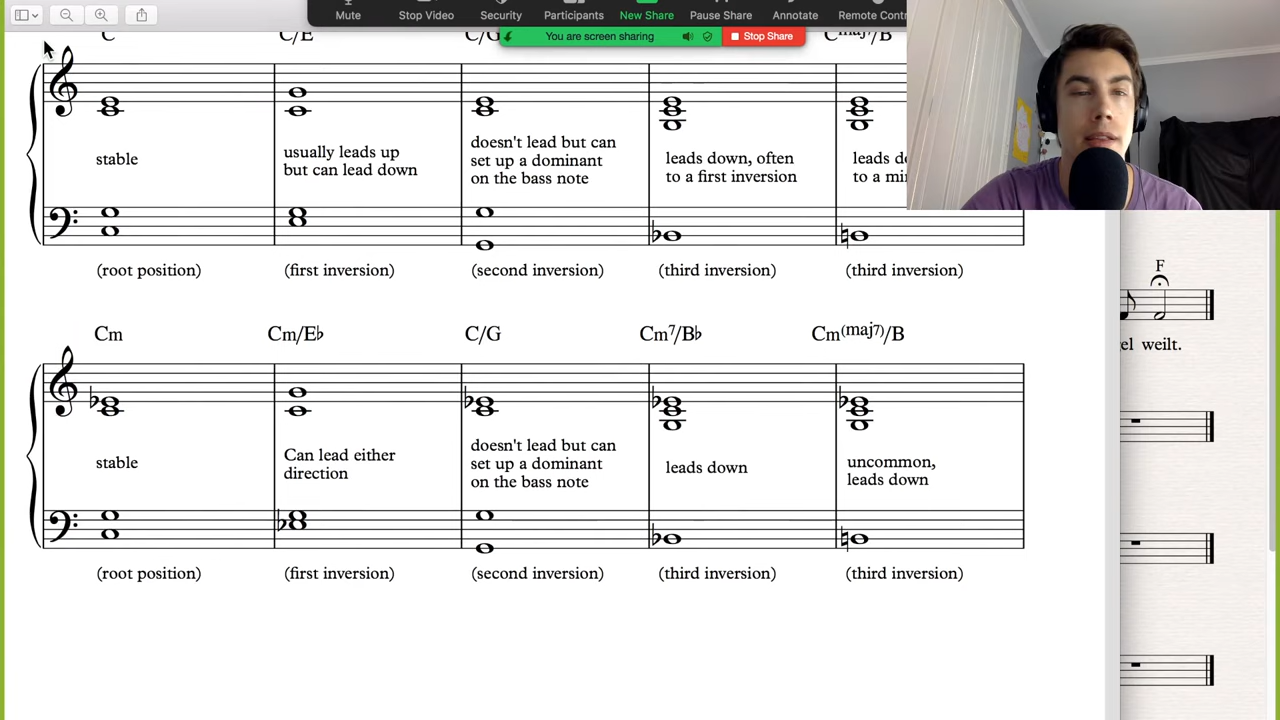 Mute Stop Video Security Participants New Share Pause Share Annotate
You are screen sharing Stop Share
C C/E maj7/B
stable
usually leads up
but can lead down
doesn't lead but can
set up a dominant
on the bass note
leads down, often
to a first inversion
leads
to a
(root position) (first inversion) (second inversion) (third inversion) (third inversion)
Cm Cm/E♭ C/G Cm7/B♭ Cm(maj7)/B
stable
Can lead either
direction
doesn't lead but can
set up a dominant
on the bass note
leads down
uncommon,
leads down
(root position) (first inversion) (second inversion) (third inversion) (third inversion)
F
weilt.